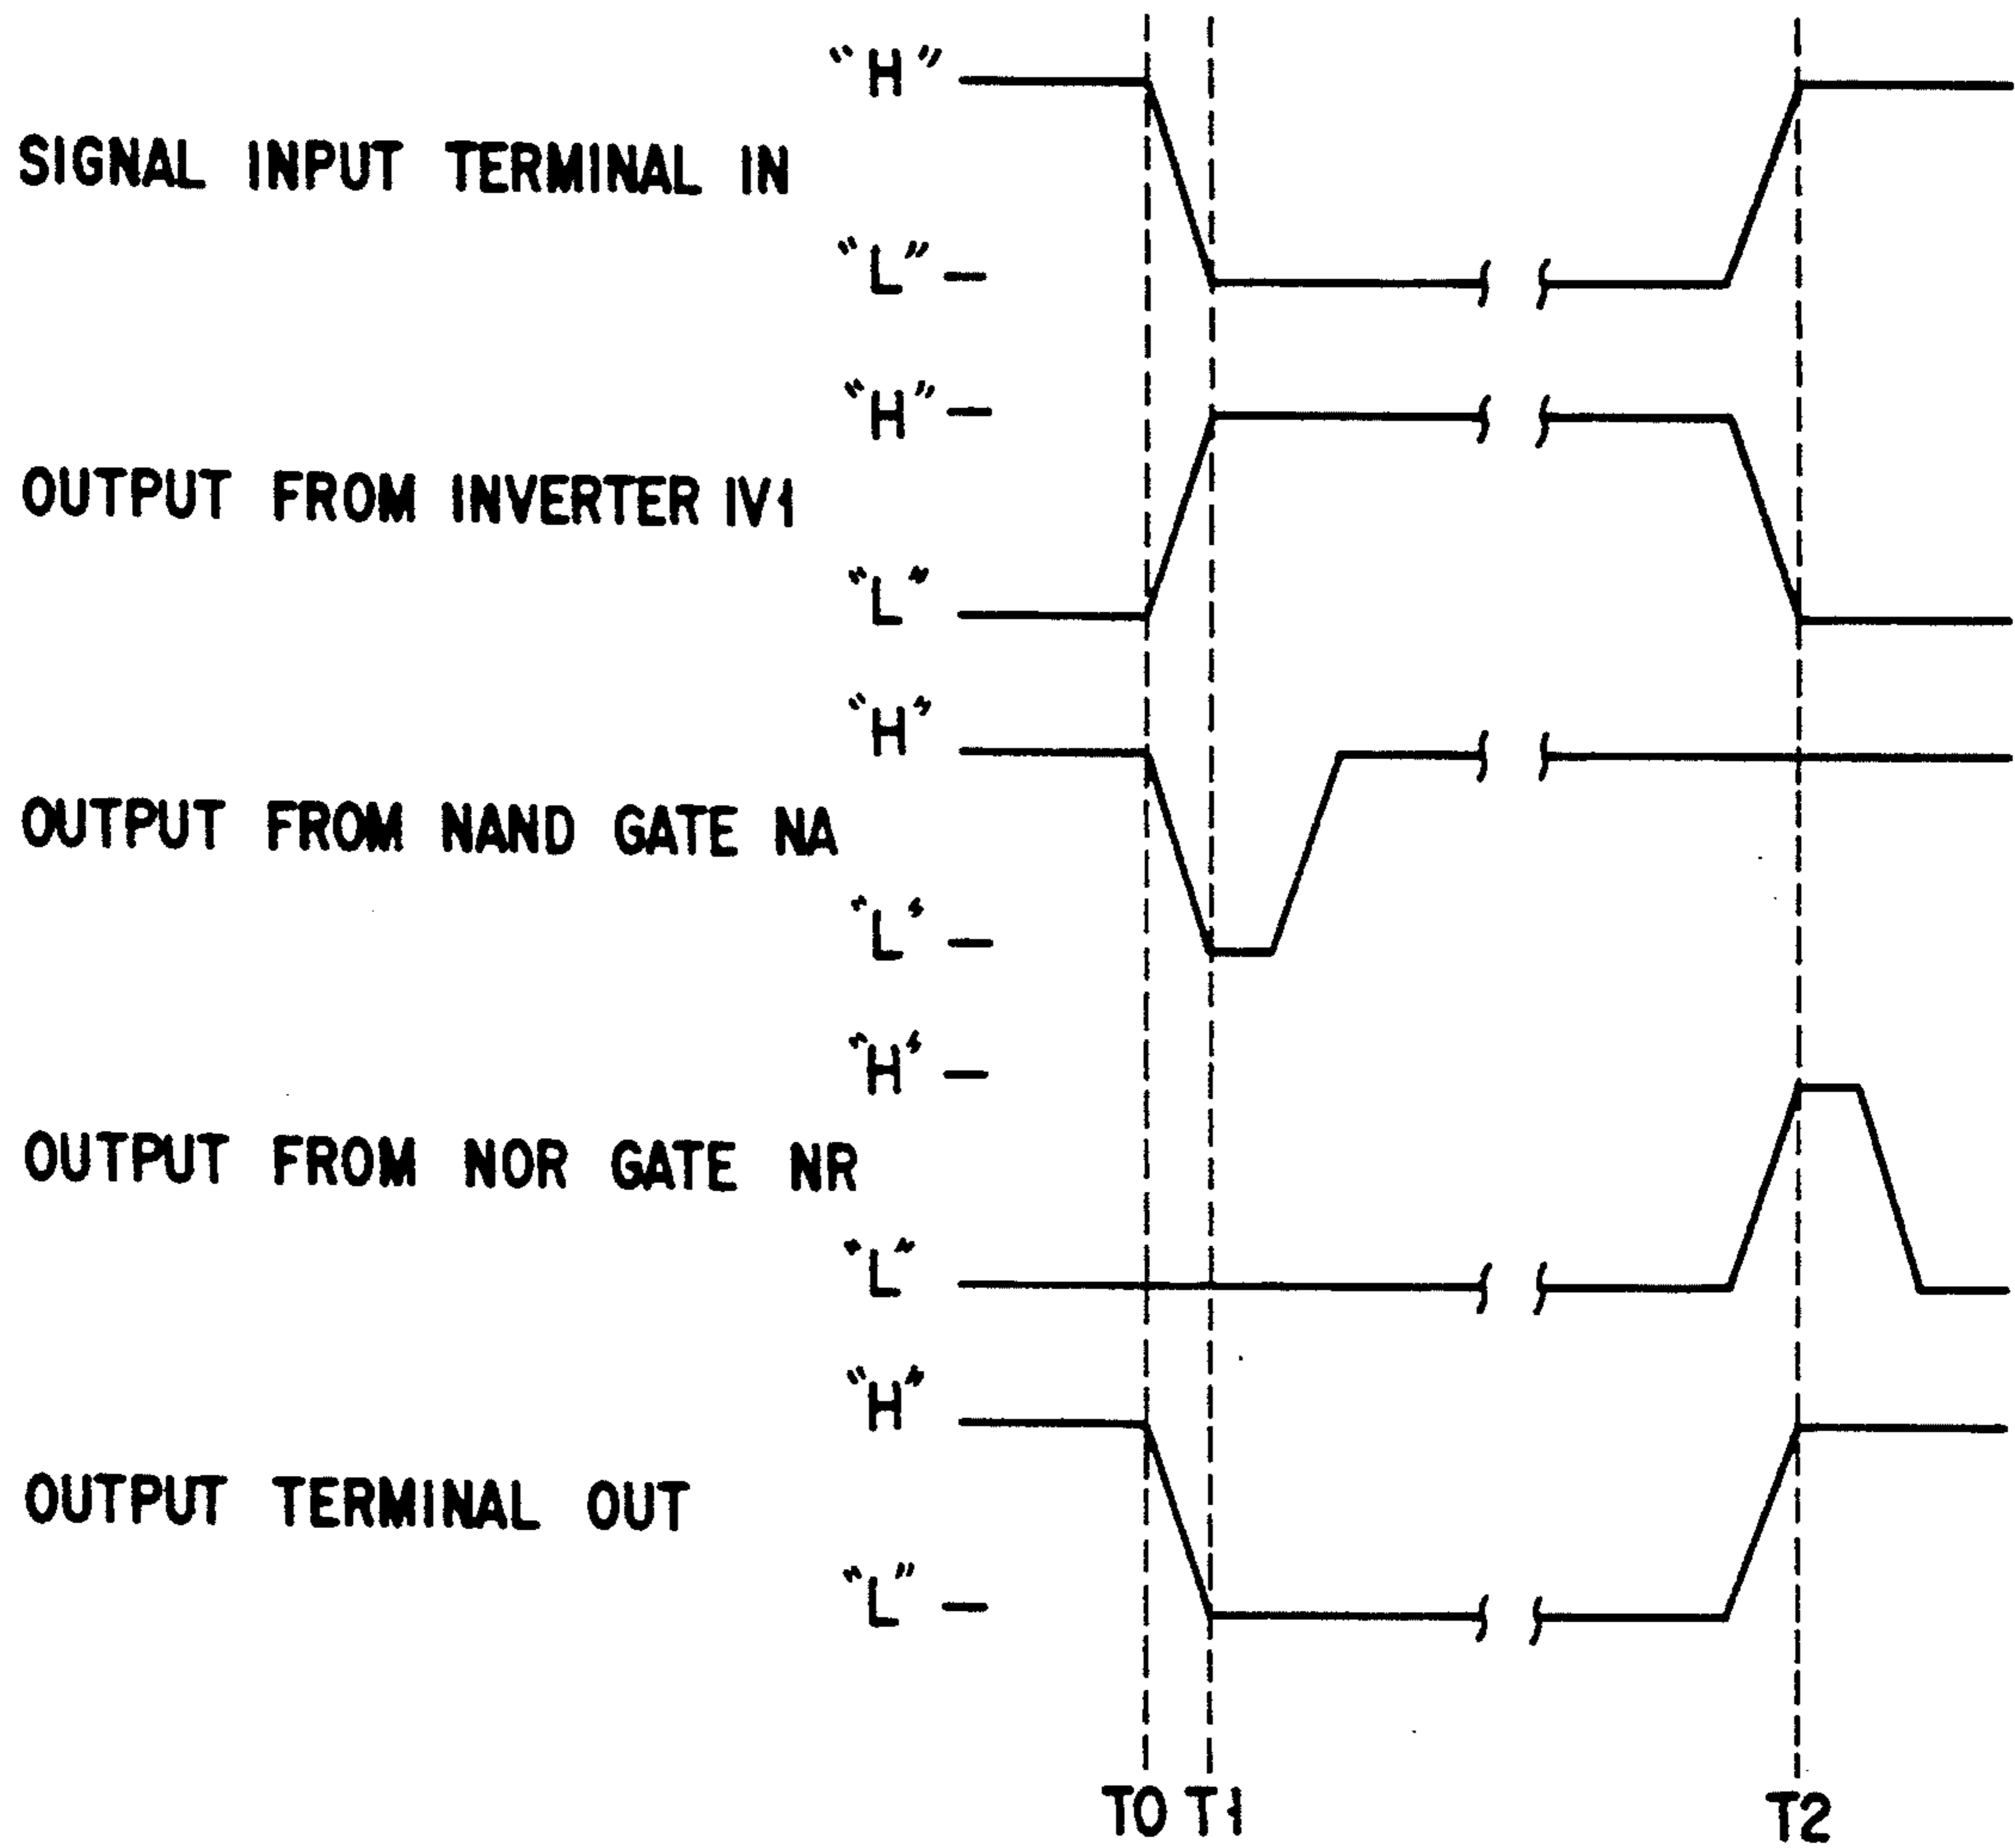 "H"
SIGNAL INPUT TERMINAL IN
"L"
"H"
OUTPUT FROM INVERTER IV1
"L"
"H"
OUTPUT FROM NAND GATE NA
"L"
"H"
OUTPUT FROM NOR GATE NR
"L"
"H"
OUTPUT TERMINAL OUT
"L"
T0 T1 T2